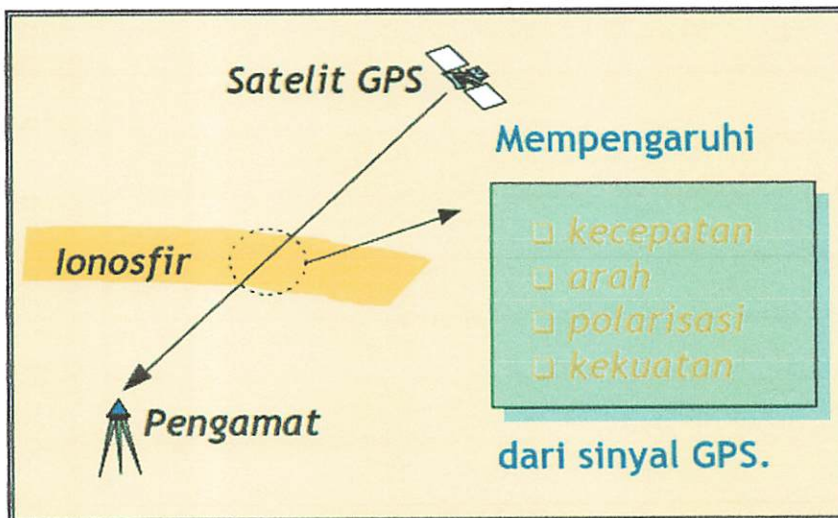 Satelit GPS
Mempengaruhi
Ionosfir
kecepatan
arah
polarisasi
kekuatan
Pengamat
dari sinyal GPS.